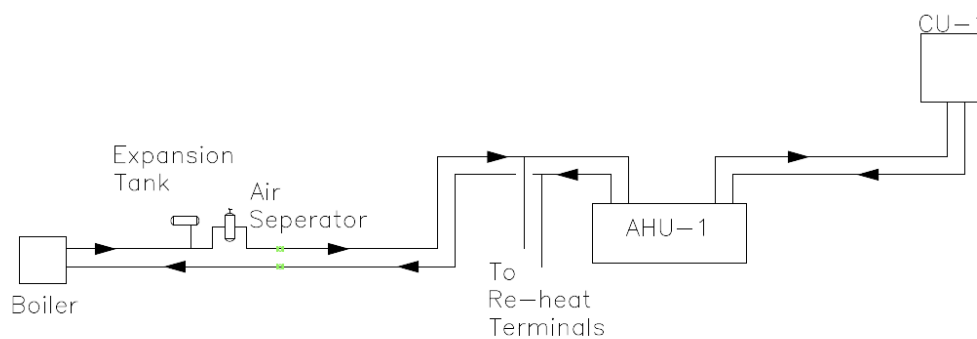 CU-1
Expansion
Tank
Air
Seperator
AHU-1
Boiler
To
Re-heat
Terminals